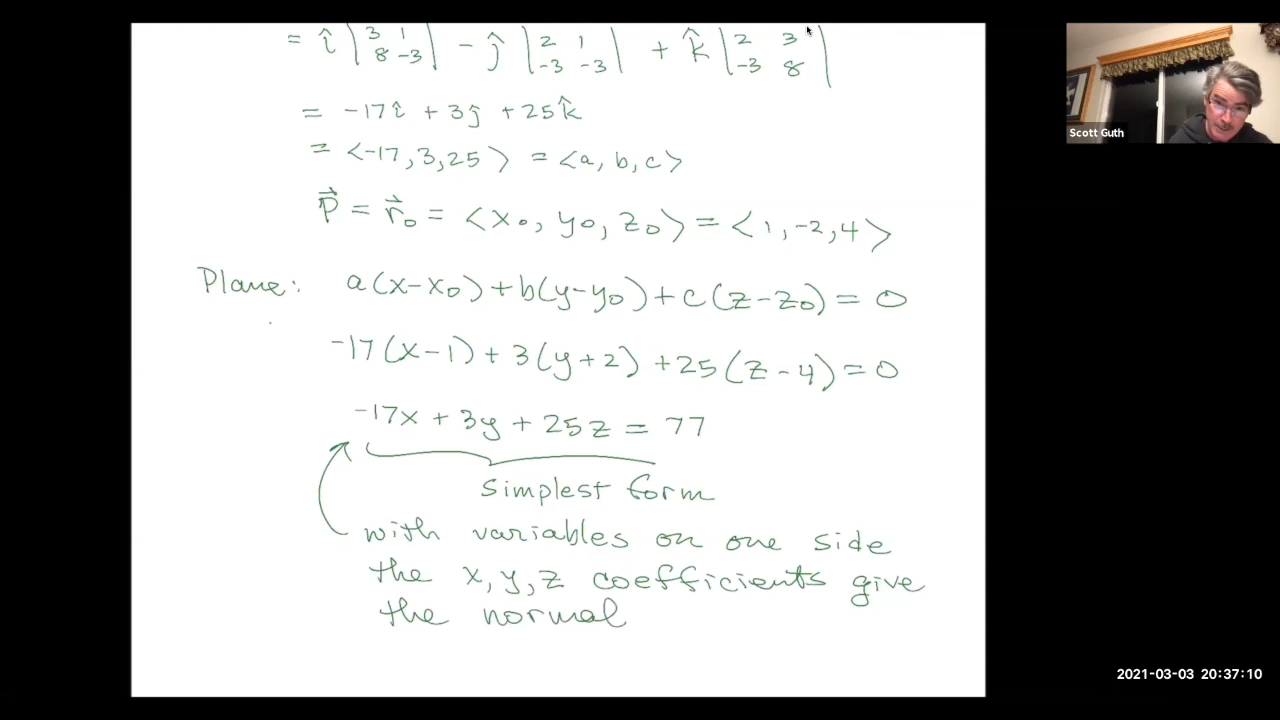 = î | 3 1 | - ĵ | 2 1 | + k̂ | 2 3 |
8 -3 -3 -3 -3 8
= -17î + 3ĵ + 25k̂
= <-17, 3, 25> = <a, b, c>
P⃗ = r⃗₀ = <x₀, y₀, z₀> = <1, -2, 4>
Plane: a(x-x₀) + b(y-y₀) + c(z-z₀) = 0
-17(x-1) + 3(y+2) + 25(z-4) = 0
-17x + 3y + 25z = 77
Simplest form
with variables on one side
the x, y, z coefficients give
the normal
Scott Guth
2021-03-03 20:37:10